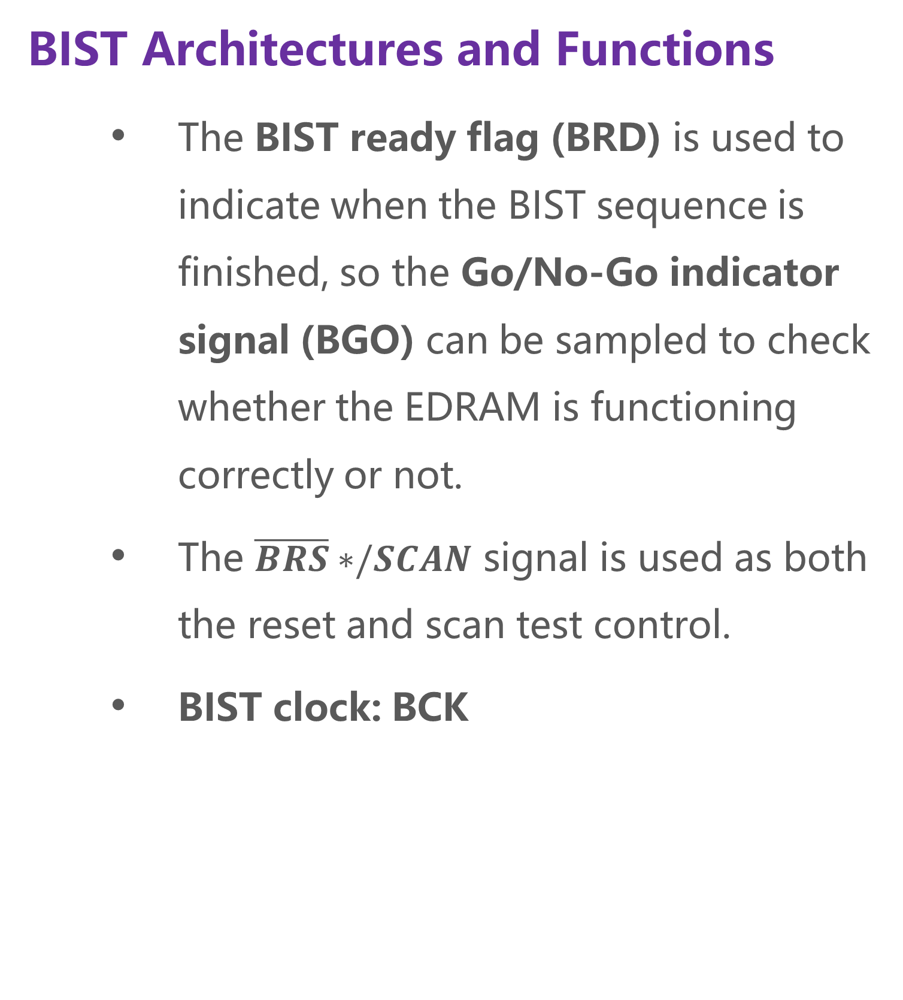 BIST Architectures and Functions
• The BIST ready flag (BRD) is used to
indicate when the BIST sequence is
finished, so the Go/No-Go indicator
signal (BGO) can be sampled to check
whether the EDRAM is functioning
correctly or not.
• The $\overline{BRS}$ */SCAN signal is used as both
the reset and scan test control.
• BIST clock: BCK